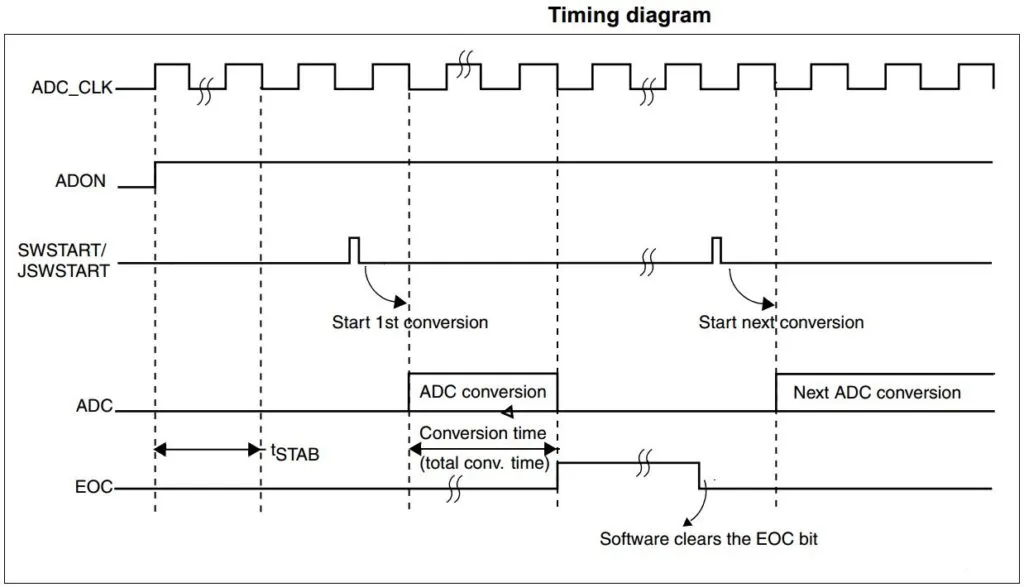 Timing diagram
ADC_CLK
ADON
SWSTART/
JSWSTART
Start 1st conversion
Start next conversion
ADC
ADC conversion
Next ADC conversion
Conversion time
(total conv. time)
tSTAB
EOC
Software clears the EOC bit